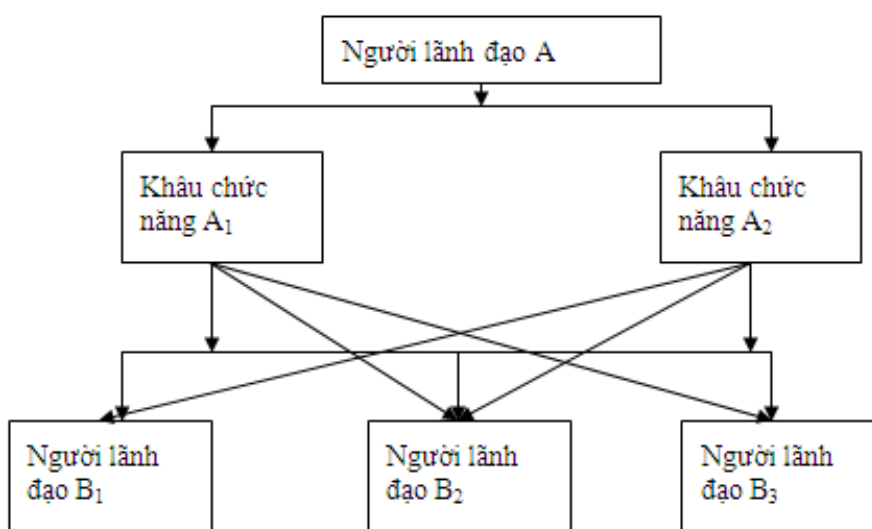 Người lãnh đạo A
Khâu chức
năng A₁
Khâu chức
năng A₂
Người lãnh
đạo B₁
Người lãnh
đạo B₂
Người lãnh
đạo B₃